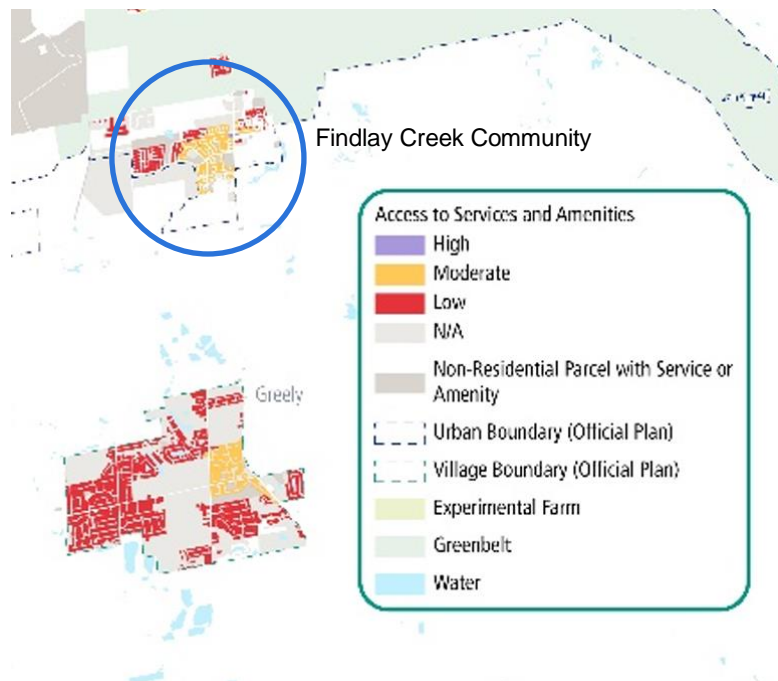 Findlay Creek Community
Access to Services and Amenities
High
Moderate
Low
N/A
Non-Residential Parcel with Service or
Amenity
Urban Boundary (Official Plan)
Village Boundary (Official Plan)
Experimental Farm
Greenbelt
Water
Greely